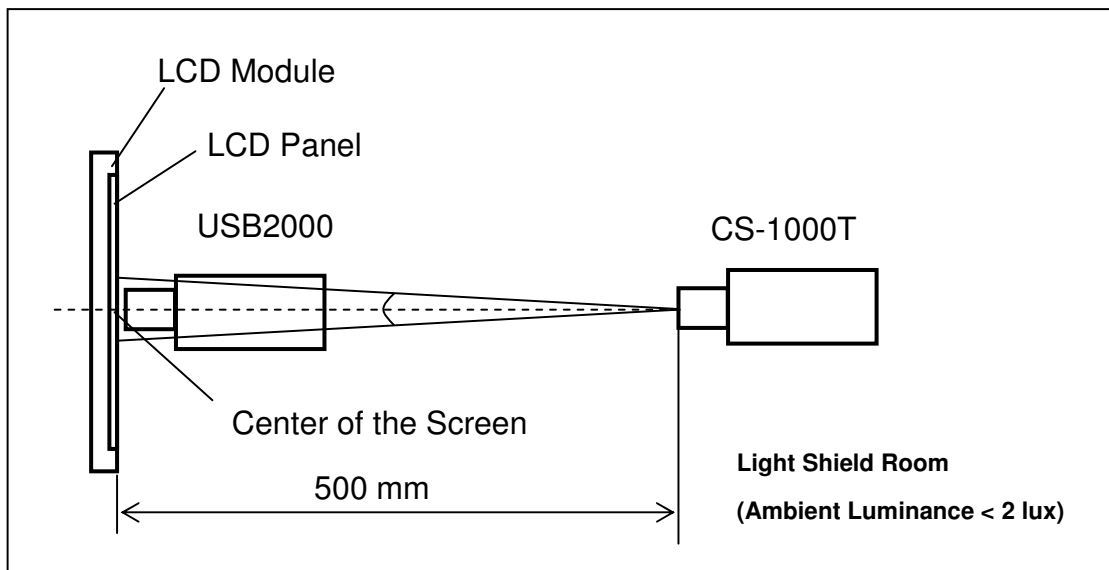 LCD Module
LCD Panel
USB2000
CS-1000T
Center of the Screen
500 mm
Light Shield Room
(Ambient Luminance < 2 lux)